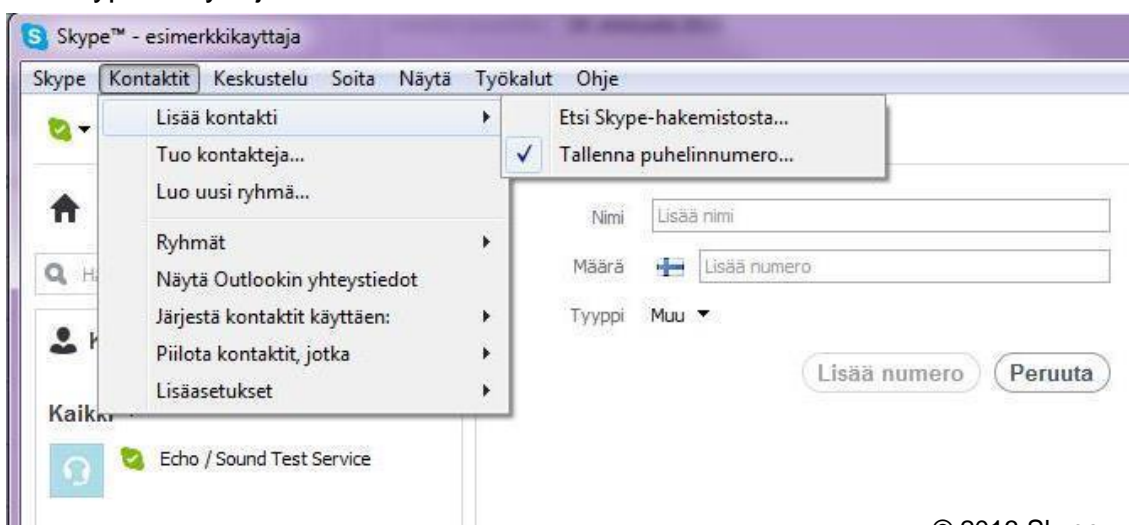 Skype™ - esimerkkikayttaja
Skype Kontaktit Keskustelu Soita Näytä Työkalut Ohje
Lisää kontakti
Etsi Skype-hakemistosta...
Tuo kontakteja...
Tallenna puhelinnumero...
Luo uusi ryhmä...
Nimi Lisää nimi
Ryhmät
Määrä Lisää numero
Näytä Outlookin yhteystiedot
Järjestä kontaktit käyttäen:
Tyyppi Muu
Piilota kontaktit, jotka
Lisää numero Peruuta
Lisäasetukset
Kaikki
Echo / Sound Test Service